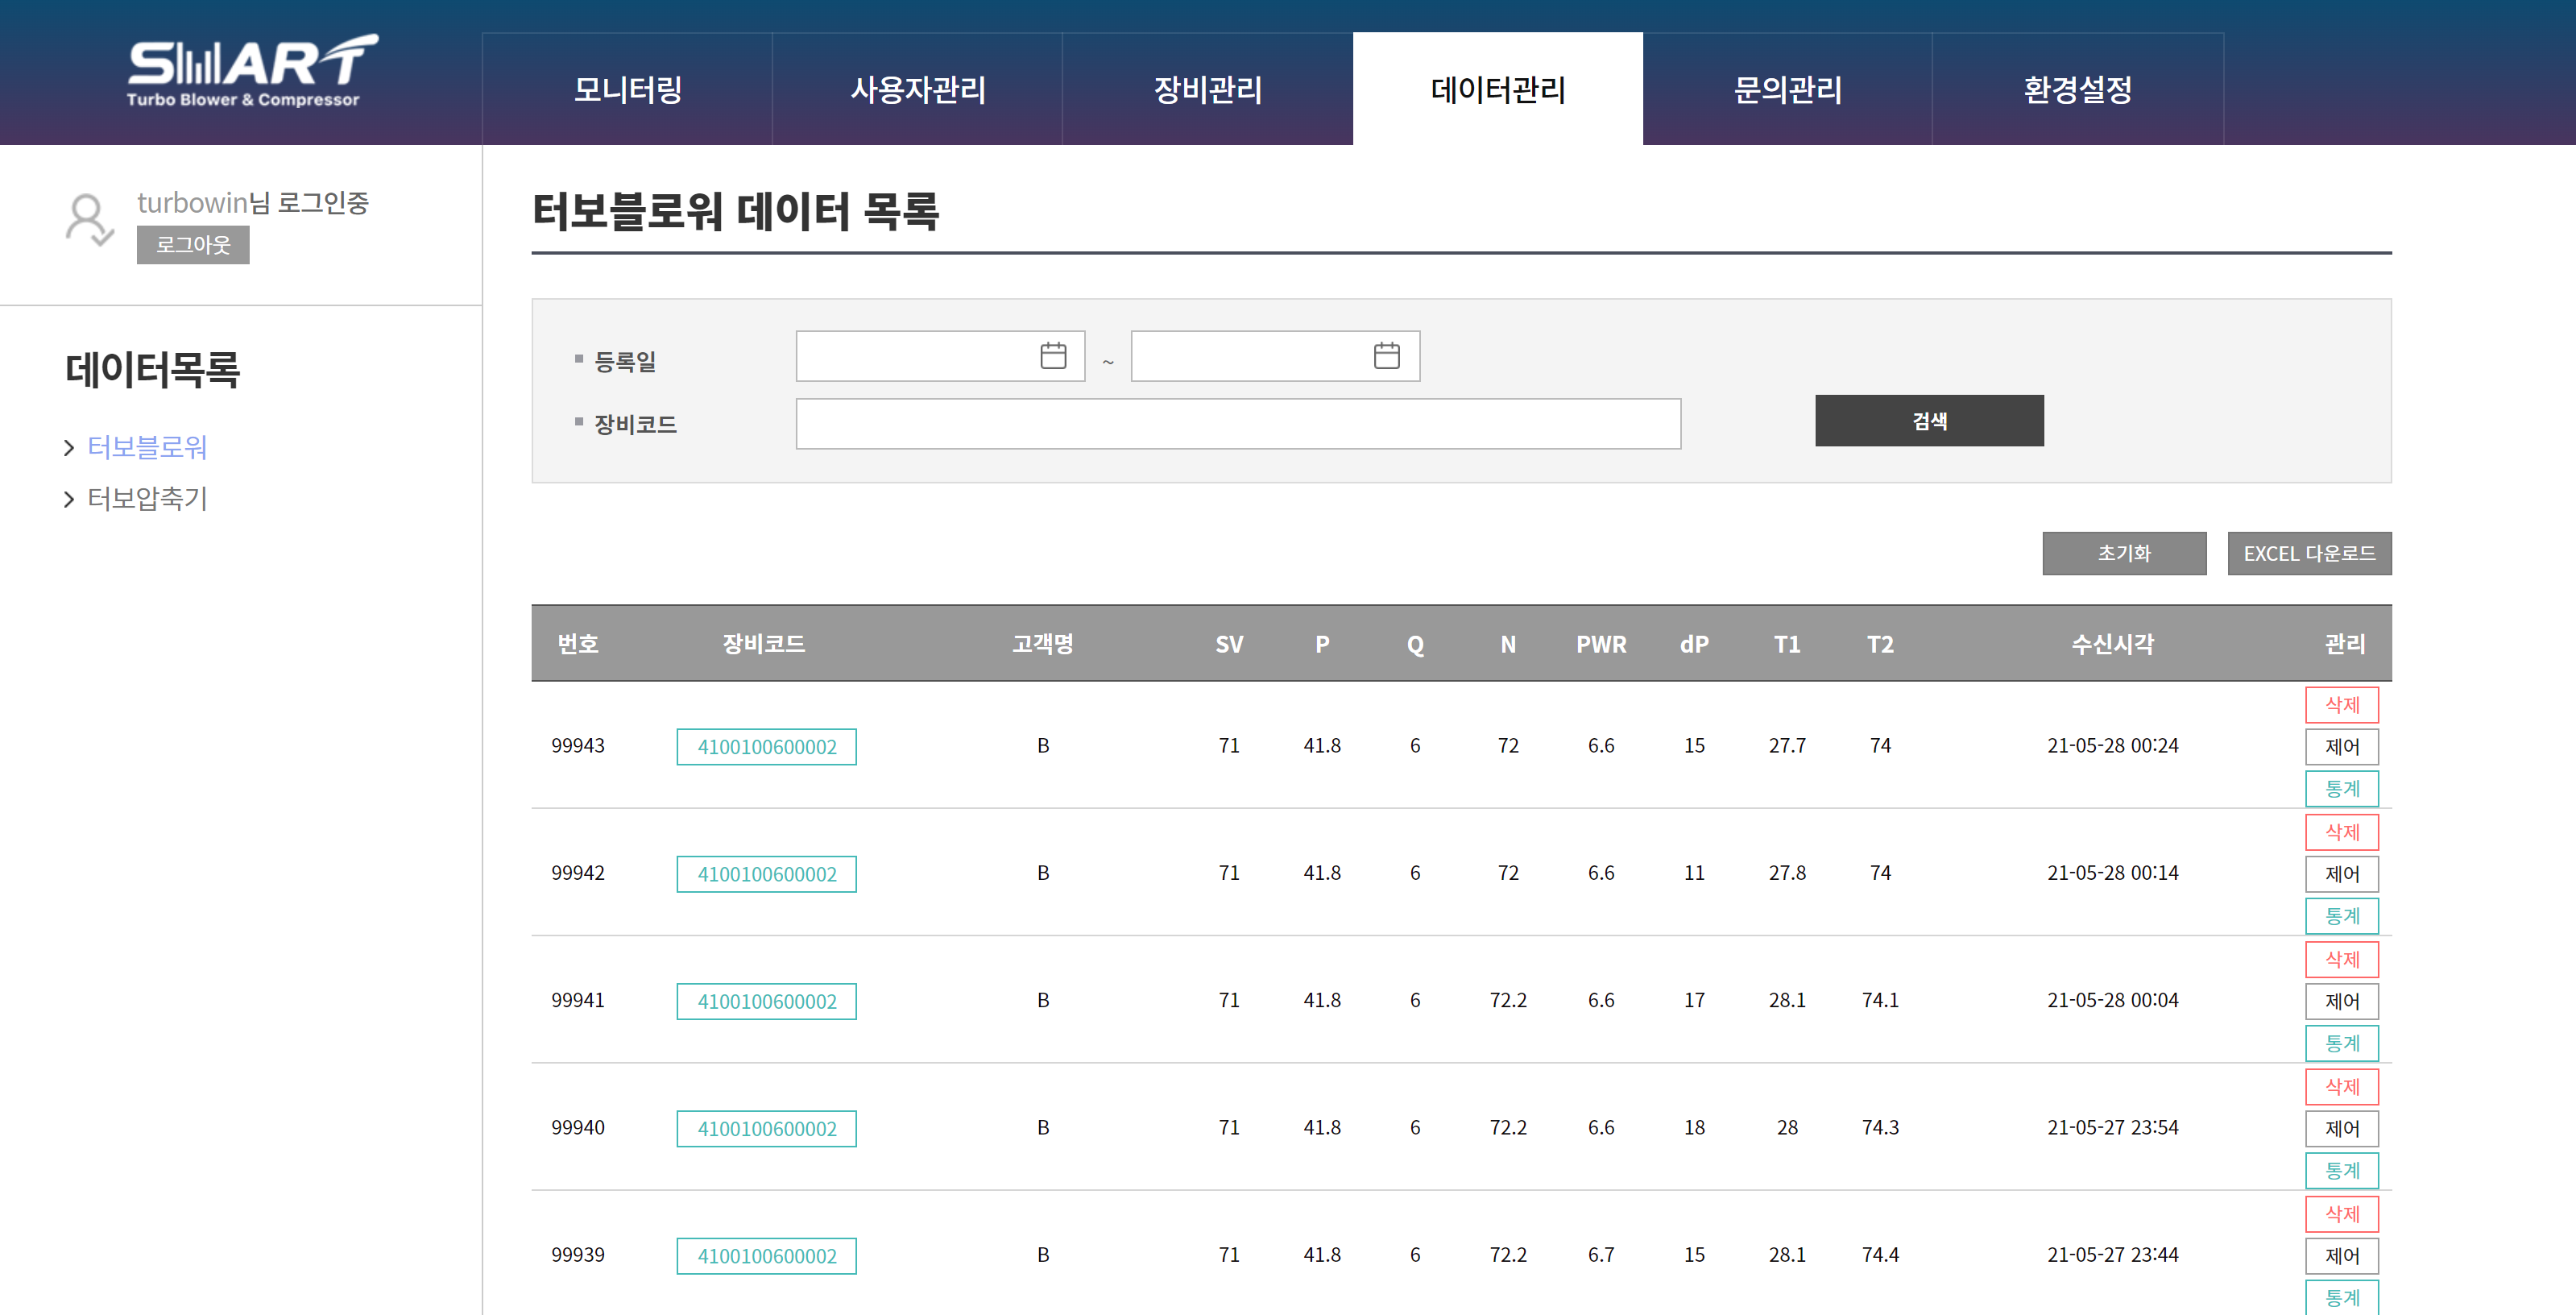 SMART
Turbo Blower & Compressor
모니터링 사용자관리 장비관리 데이터관리 문의관리 환경설정
turbowin님 로그인중
로그아웃
데이터목록
터보블로워
터보압축기
터보블로워 데이터 목록
등록일 ~
장비코드 검색
초기화 EXCEL 다운로드
번호 장비코드 고객명 SV P Q N PWR dP T1 T2 수신시각 관리
삭제
99943 4100100600002 B 71 41.8 6 72 6.6 15 27.7 74 21-05-28 00:24 제어
통계
삭제
99942 4100100600002 B 71 41.8 6 72 6.6 11 27.8 74 21-05-28 00:14 제어
통계
삭제
99941 4100100600002 B 71 41.8 6 72.2 6.6 17 28.1 74.1 21-05-28 00:04 제어
통계
삭제
99940 4100100600002 B 71 41.8 6 72.2 6.6 18 28 74.3 21-05-27 23:54 제어
통계
삭제
99939 4100100600002 B 71 41.8 6 72.2 6.7 15 28.1 74.4 21-05-27 23:44 제어
통계